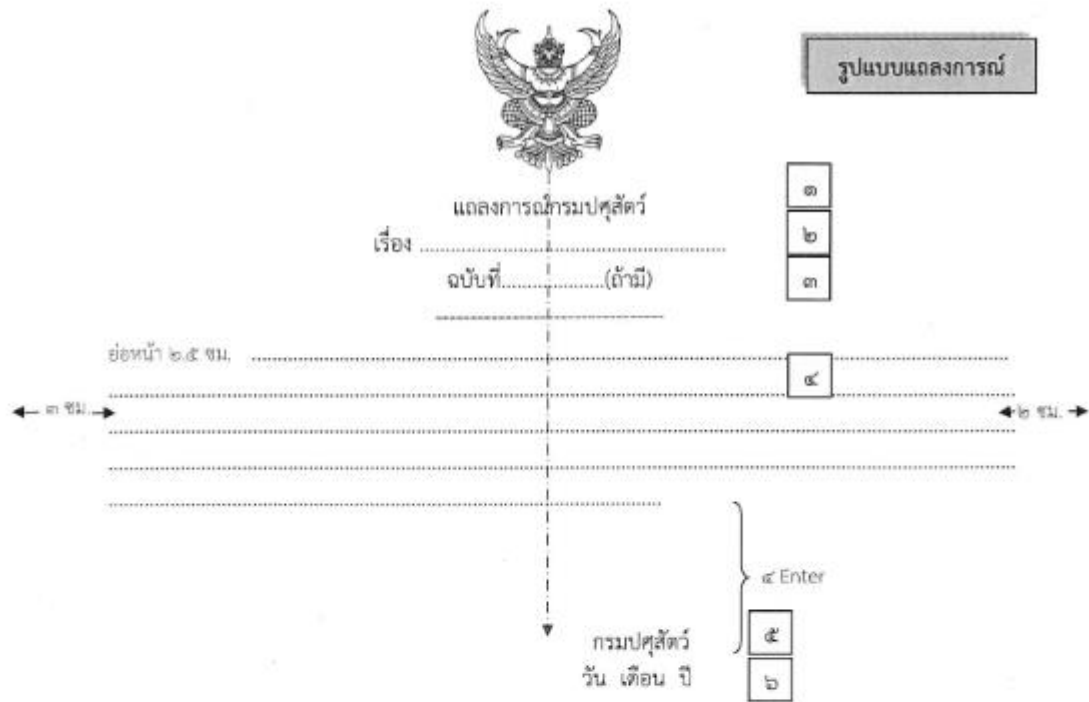 รูปแบบแถลงการณ์
๑
แถลงการณ์กรมปศุสัตว์
๒
เรื่อง ....................................................
๓
ฉบับที่..................(ถ้ามี)
ย่อหน้า ๒.๕ ซม. ....................................................
๔
๓ ซม.
๒ ซม.
๔ Enter
กรมปศุสัตว์ ๕
วัน เดือน ปี ๖